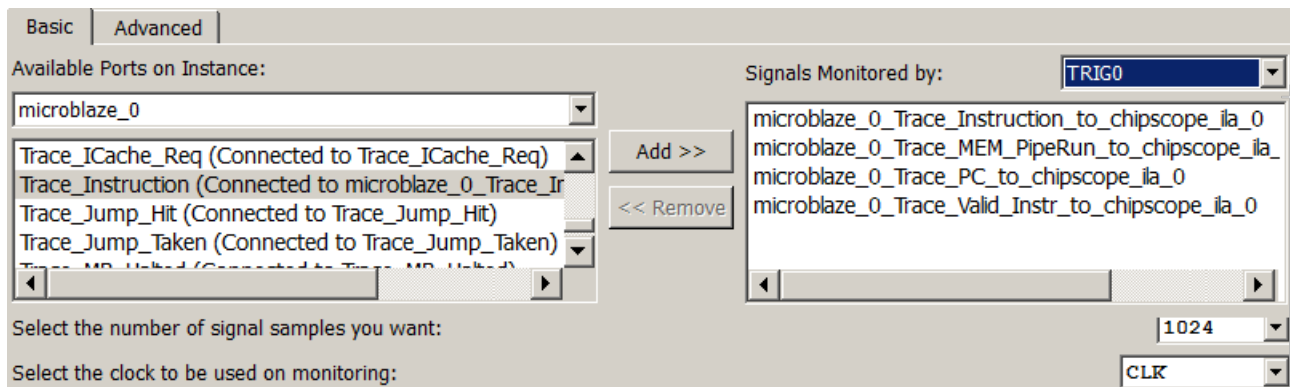 Basic Advanced
Available Ports on Instance:
microblaze_0
Trace_ICache_Req (Connected to Trace_ICache_Req)
Trace_Instruction (Connected to microblaze_0_Trace_In
Trace_Jump_Hit (Connected to Trace_Jump_Hit)
Trace_Jump_Taken (Connected to Trace_Jump_Taken)
Add >>
<< Remove
Signals Monitored by: TRIG0
microblaze_0_Trace_Instruction_to_chipscope_ila_0
microblaze_0_Trace_MEM_PipeRun_to_chipscope_ila_
microblaze_0_Trace_PC_to_chipscope_ila_0
microblaze_0_Trace_Valid_Instr_to_chipscope_ila_0
Select the number of signal samples you want: 1024
Select the clock to be used on monitoring: CLK